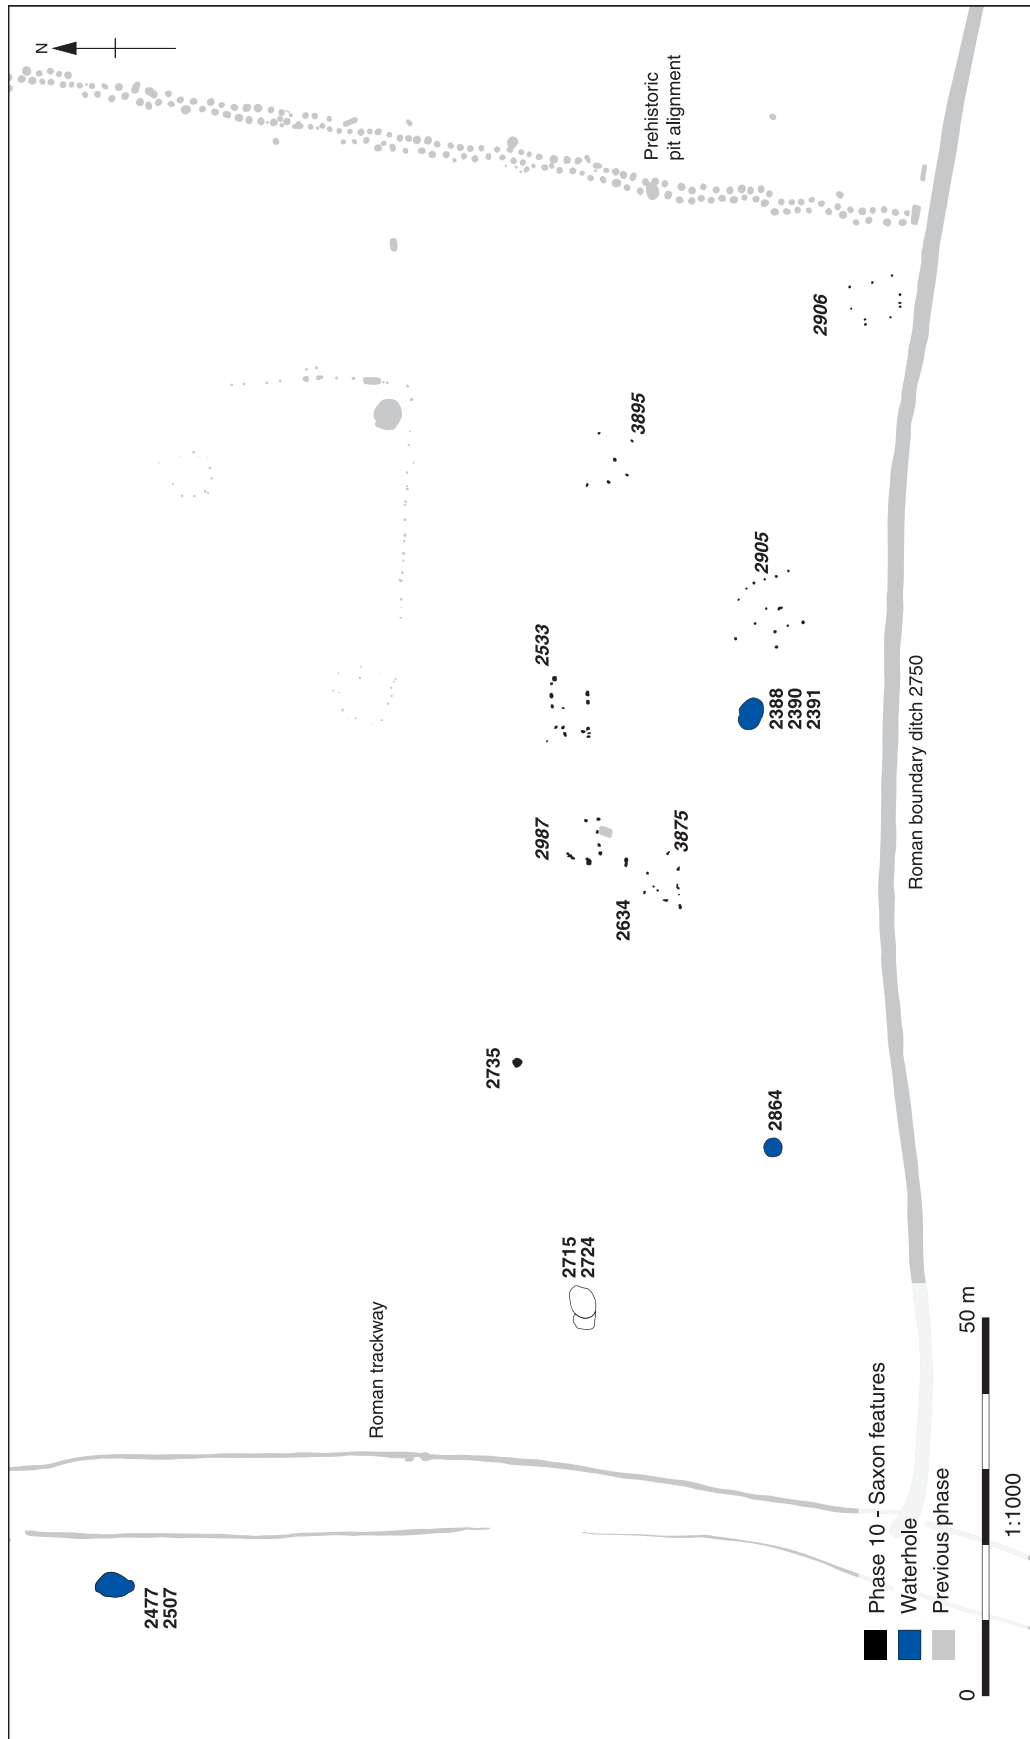 N
Prehistoric
pit alignment
2906
3895
2905
2533
2388
2390
2391
Roman boundary ditch 2750
2987
3875
2634
2735
2864
2715
2724
Roman trackway
2477
2507
Phase 10 - Saxon features
Waterhole
Previous phase
0
50 m
1:1000